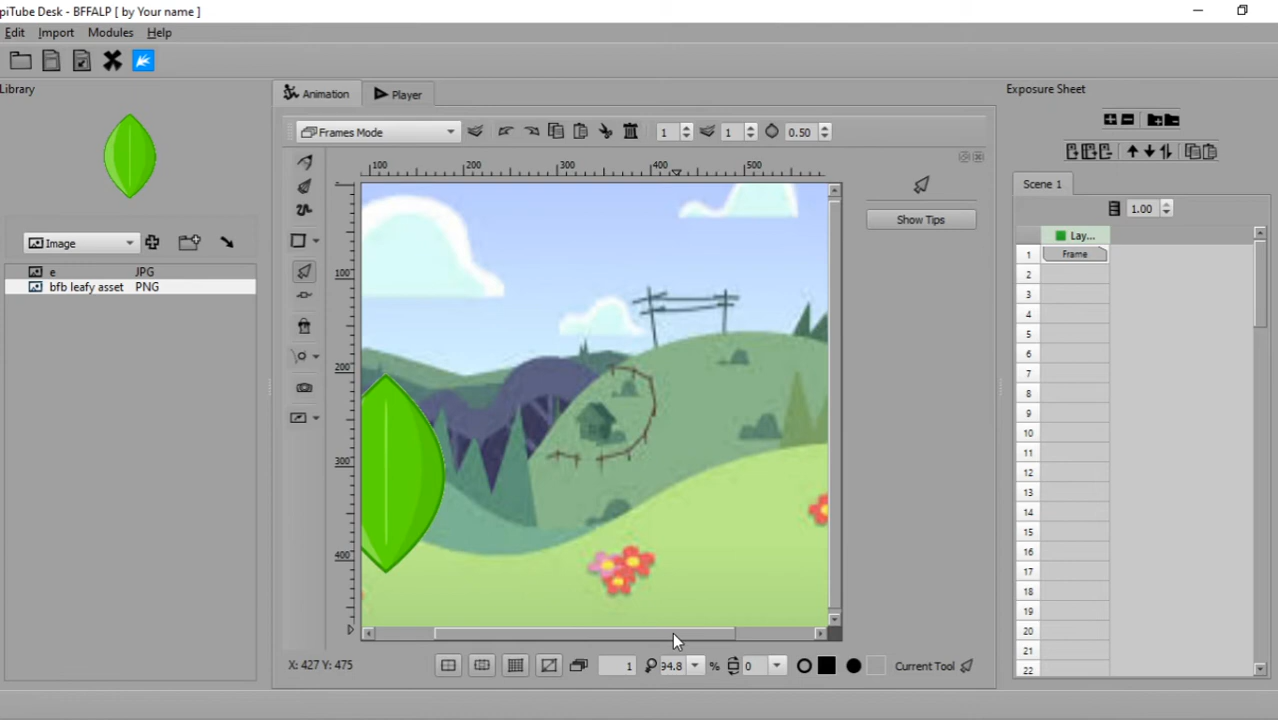 piTube Desk - BFFALP [ by Your name ]
Edit Import Modules Help
Library
Animation Player
Exposure Sheet
Frames Mode 1 1 0.50
100 200 300 400 500
Show Tips
Scene 1
1.00
Image
Lay...
e JPG
bfb leafy asset PNG
1 Frame
2
3
4
5
6
7
8
9
10
11
12
13
14
15
16
17
18
19
20
21
22
100
200
300
400
X: 427 Y: 475
1 94.8 % 0 Current Tool